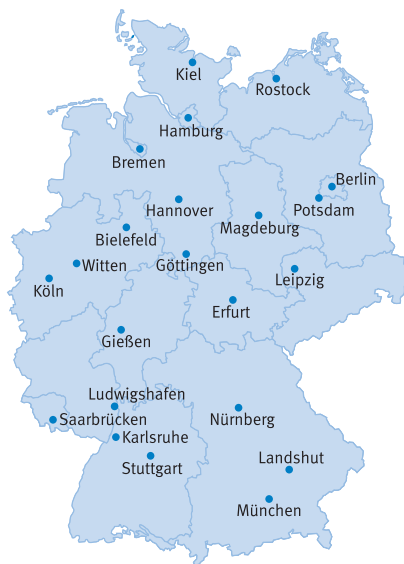 Kiel
Rostock
Hamburg
Bremen
Berlin
Hannover
Potsdam
Magdeburg
Bielefeld
Witten
Göttingen
Leipzig
Köln
Erfurt
Gießen
Ludwigshafen
Saarbrücken
Nürnberg
Karlsruhe
Stuttgart
Landshut
München